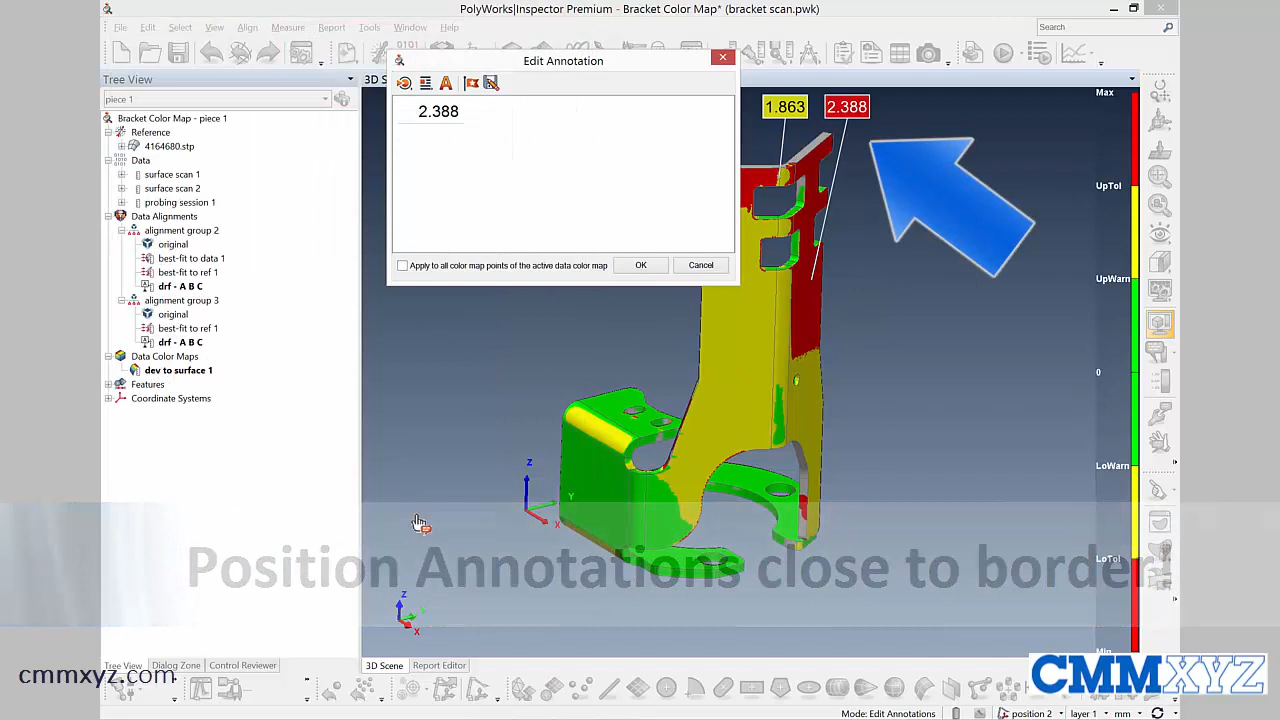 PolyWorks|Inspector Premium - Bracket Color Map* (bracket scan.pwk)
File Edit Select View Align Measure Report Tools Window Help
Search
Tree View
3D S
Edit Annotation
2.388
Apply to all color map points of the active data color map
OK
Cancel
piece 1
Bracket Color Map - piece 1
Reference
4164680.stp
Data
surface scan 1
surface scan 2
probing session 1
Data Alignments
alignment group 2
original
best-fit to data 1
best-fit to ref 1
drf - A B C
alignment group 3
original
best-fit to ref 1
drf - A B C
Data Color Maps
dev to surface 1
Features
Coordinate Systems
1.863
2.388
Max
UpTol
UpWarn
0
LoWarn
LoTol
Min
Z
Y
X
Z
Y
X
Position Annotations close to border!
Tree View Dialog Zone Control Reviewer
3D Scene Report Editor
cmmxyz.com
CMMXYZ
Mode: Edit Annotations
position 2
layer 1
mm